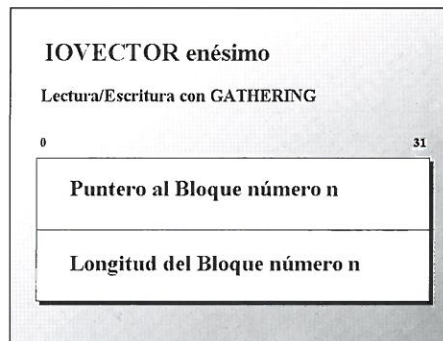 IOVECTOR enésimo
Lectura/Escritura con GATHERING
0 31
Puntero al Bloque número n
Longitud del Bloque número n